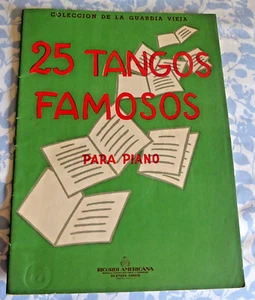 COLECCION DE LA GUARDIA VIEJA
25 TANGOS
FAMOSOS
PARA PIANO
RICORDI AMERICANA
BUENOS AIRES